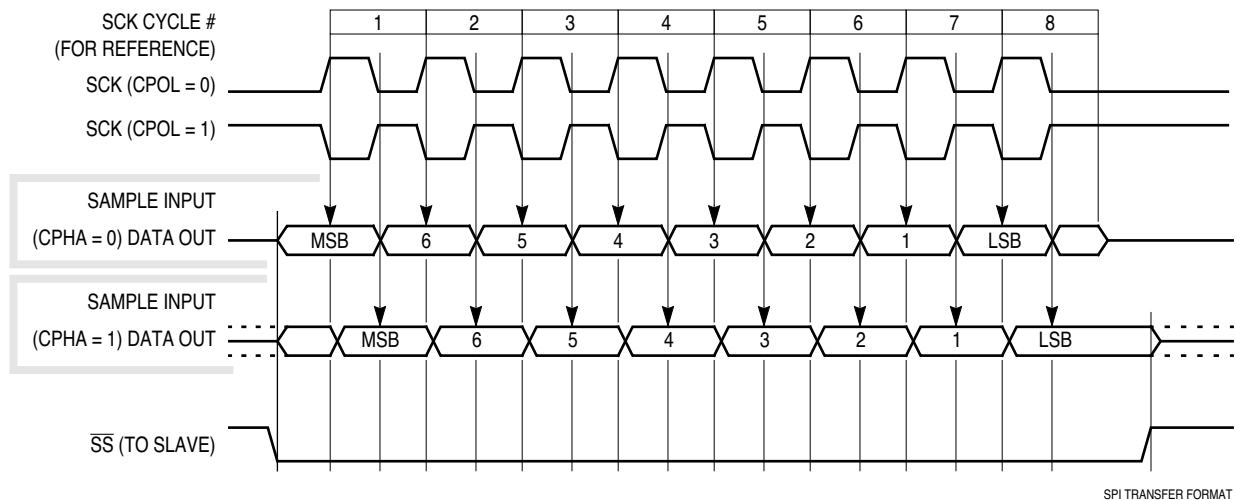 SCK CYCLE # 1 2 3 4 5 6 7 8
(FOR REFERENCE)
SCK (CPOL = 0)
SCK (CPOL = 1)
SAMPLE INPUT
(CPHA = 0) DATA OUT MSB 6 5 4 3 2 1 LSB
SAMPLE INPUT
(CPHA = 1) DATA OUT MSB 6 5 4 3 2 1 LSB
S̅S̅ (TO SLAVE)
SPI TRANSFER FORMAT